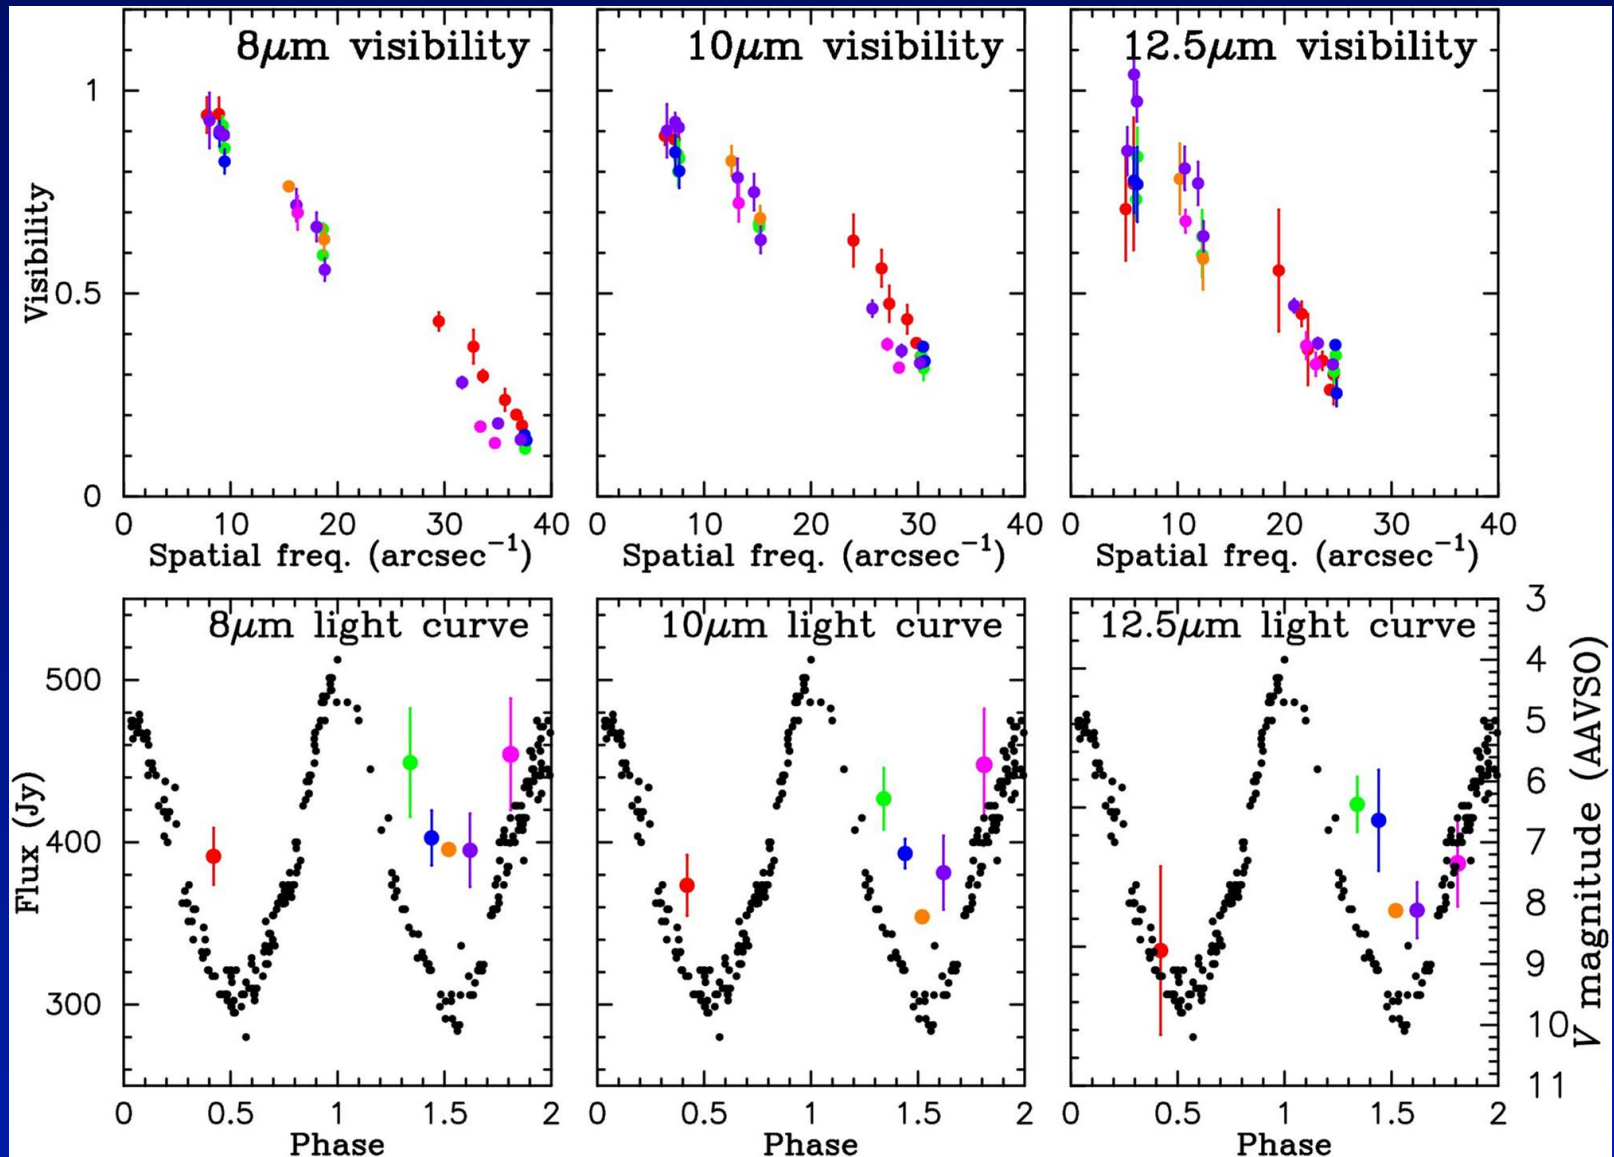 8μm visibility
10μm visibility
12.5μm visibility
Visibility
1
0.5
0
0 10 20 30 40
0 10 20 30 40
0 10 20 30 40
Spatial freq. (arcsec⁻¹)
Spatial freq. (arcsec⁻¹)
Spatial freq. (arcsec⁻¹)
8μm light curve
10μm light curve
12.5μm light curve
Flux (Jy)
500
400
300
3
4
5
6
7
8
9
10
11
V magnitude (AAVSO)
0 0.5 1 1.5 2
0 0.5 1 1.5 2
0 0.5 1 1.5 2
Phase
Phase
Phase